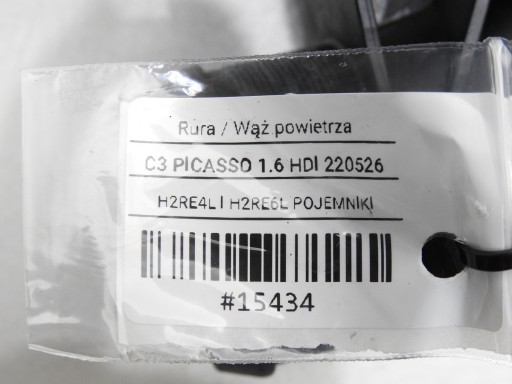 Rura / Wąż powietrza
C3 PICASSO 1.6 HDI 220526
H2RE4L I H2RE6L POJEMNIKI
#15434